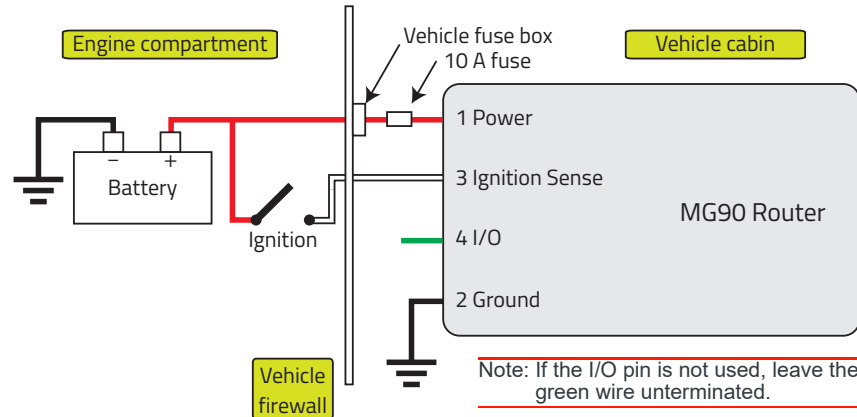 Engine compartment
Vehicle fuse box
10 A fuse
Vehicle cabin
1 Power
− +
Battery
3 Ignition Sense
MG90 Router
Ignition
4 I/O
2 Ground
Vehicle
firewall
Note: If the I/O pin is not used, leave the
green wire unterminated.